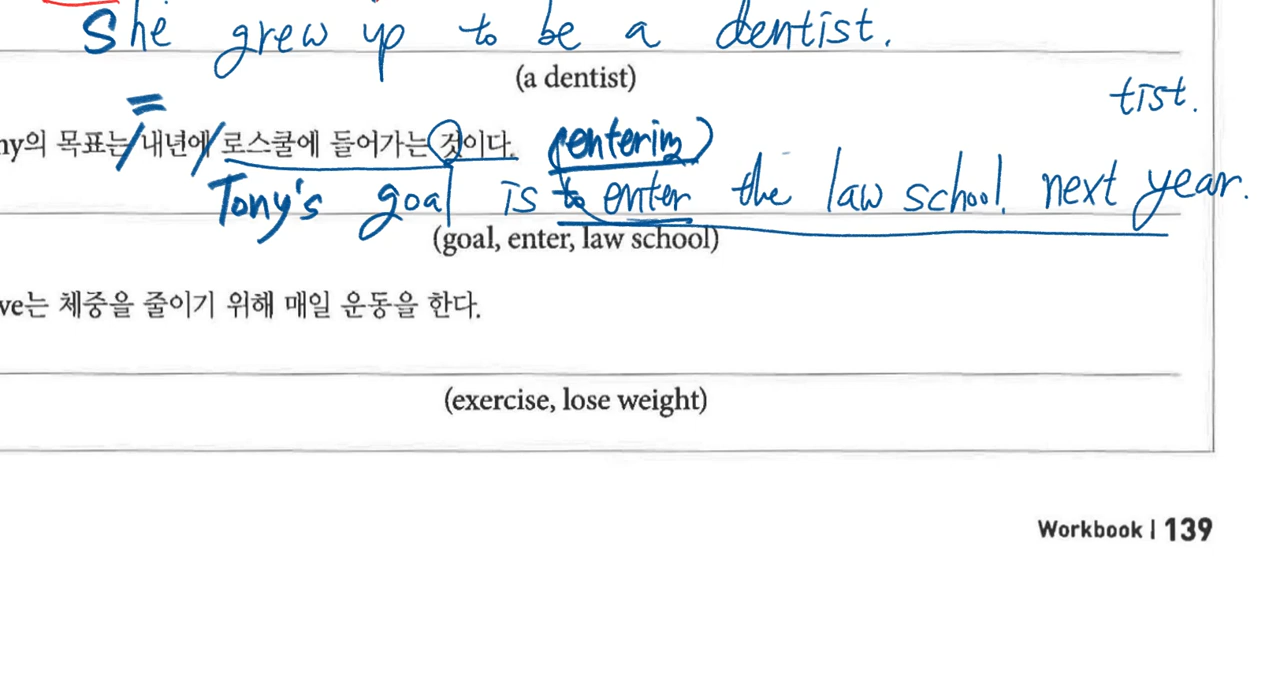 She grew up to be a dentist.
(a dentist)
tist.
ny의 목표는/내년에/로스쿨에 들어가는 것이다. (entering)
Tony's goal is to enter the law school next year.
(goal, enter, law school)
ve는 체중을 줄이기 위해 매일 운동을 한다.
(exercise, lose weight)
Workbook | 139